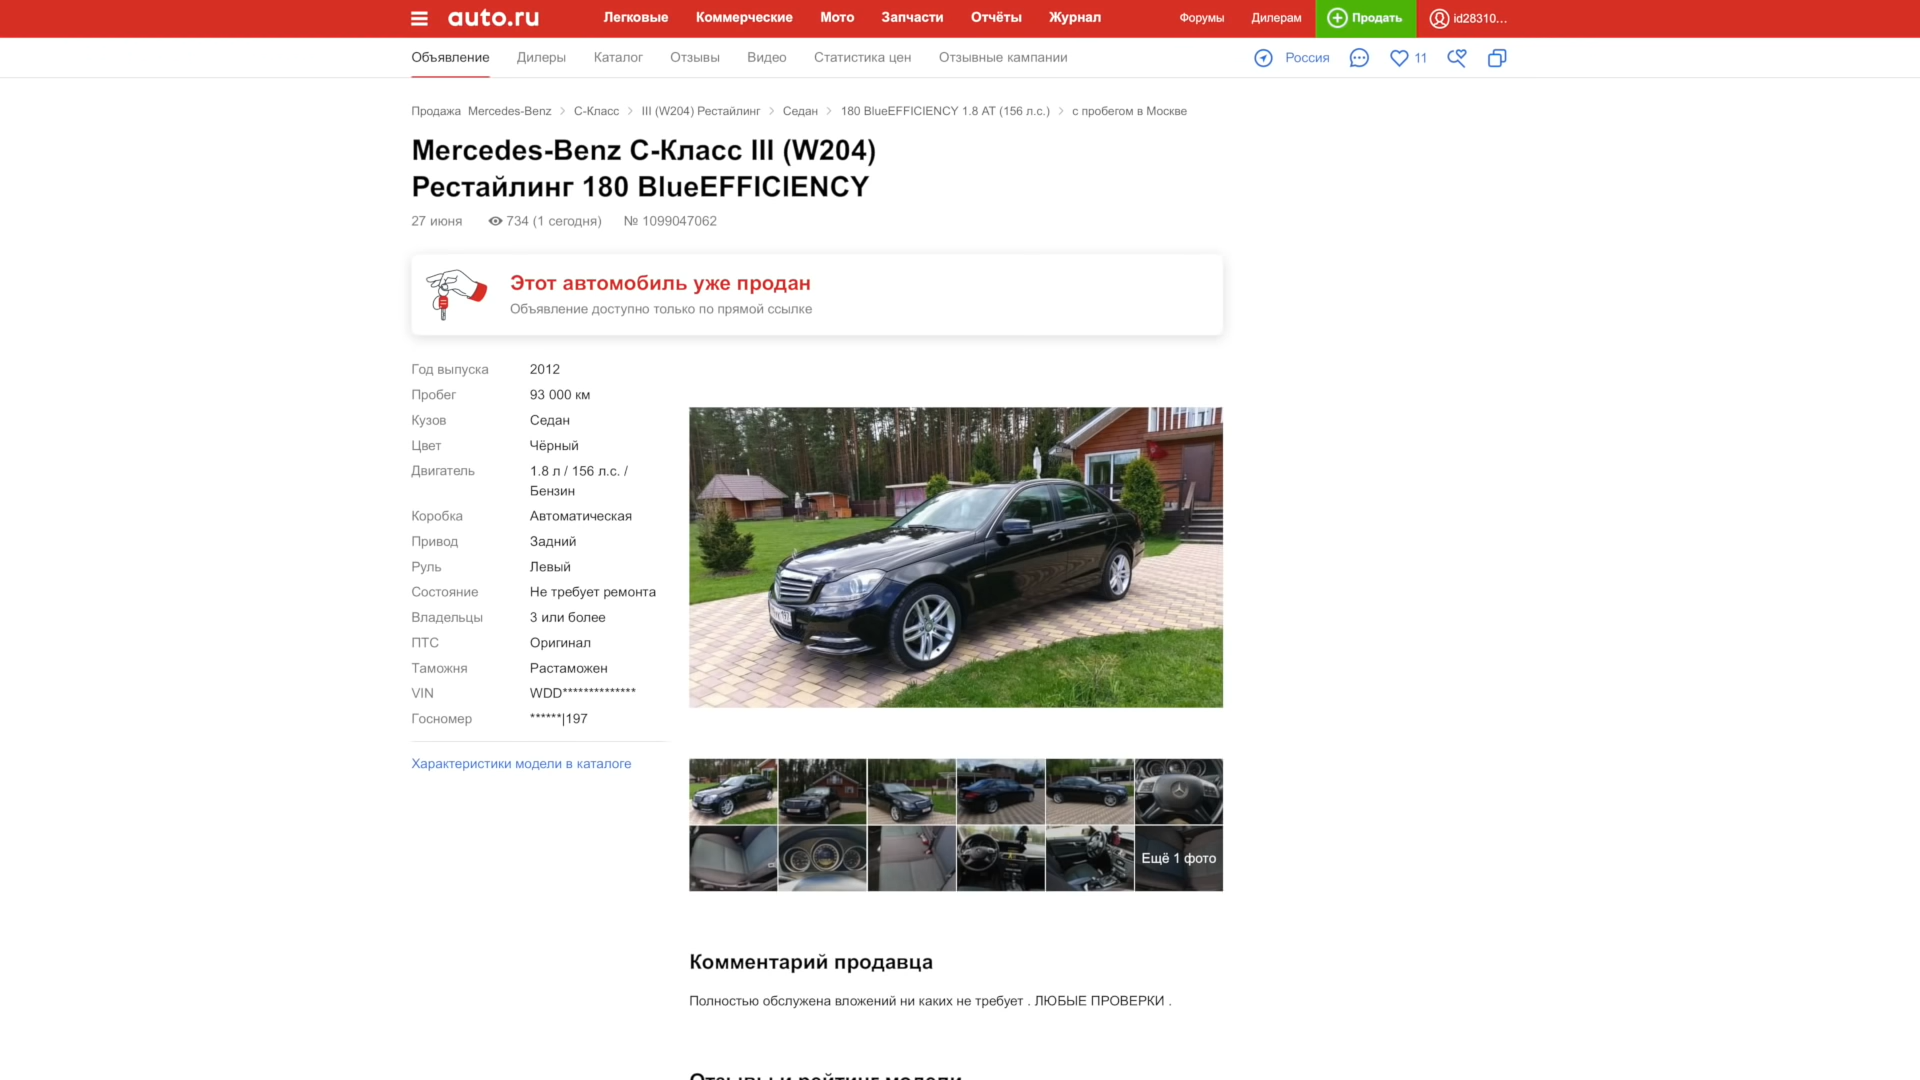 auto.ru
Легковые Коммерческие Мото Запчасти Отчёты Журнал Форумы Дилерам Продать id28310...
Объявление Дилеры Каталог Отзывы Видео Статистика цен Отзывные кампании Россия 11
Продажа Mercedes-Benz С-Класс III (W204) Рестайлинг Седан 180 BlueEFFICIENCY 1.8 AT (156 л.с.) с пробегом в Москве
Mercedes-Benz С-Класс III (W204)
Рестайлинг 180 BlueEFFICIENCY
27 июня 734 (1 сегодня) № 1099047062
Этот автомобиль уже продан
Объявление доступно только по прямой ссылке
Год выпуска 2012
Пробег 93 000 км
Кузов Седан
Цвет Чёрный
Двигатель 1.8 л / 156 л.с. /
Бензин
Коробка Автоматическая
Привод Задний
Руль Левый
Состояние Не требует ремонта
Владельцы 3 или более
ПТС Оригинал
Таможня Растаможен
VIN WDD**************
Госномер ******|197
Характеристики модели в каталоге
Ещё 1 фото
Комментарий продавца
Полностью обслужена вложений ни каких не требует . ЛЮБЫЕ ПРОВЕРКИ .
Отзывы и рейтинг модели